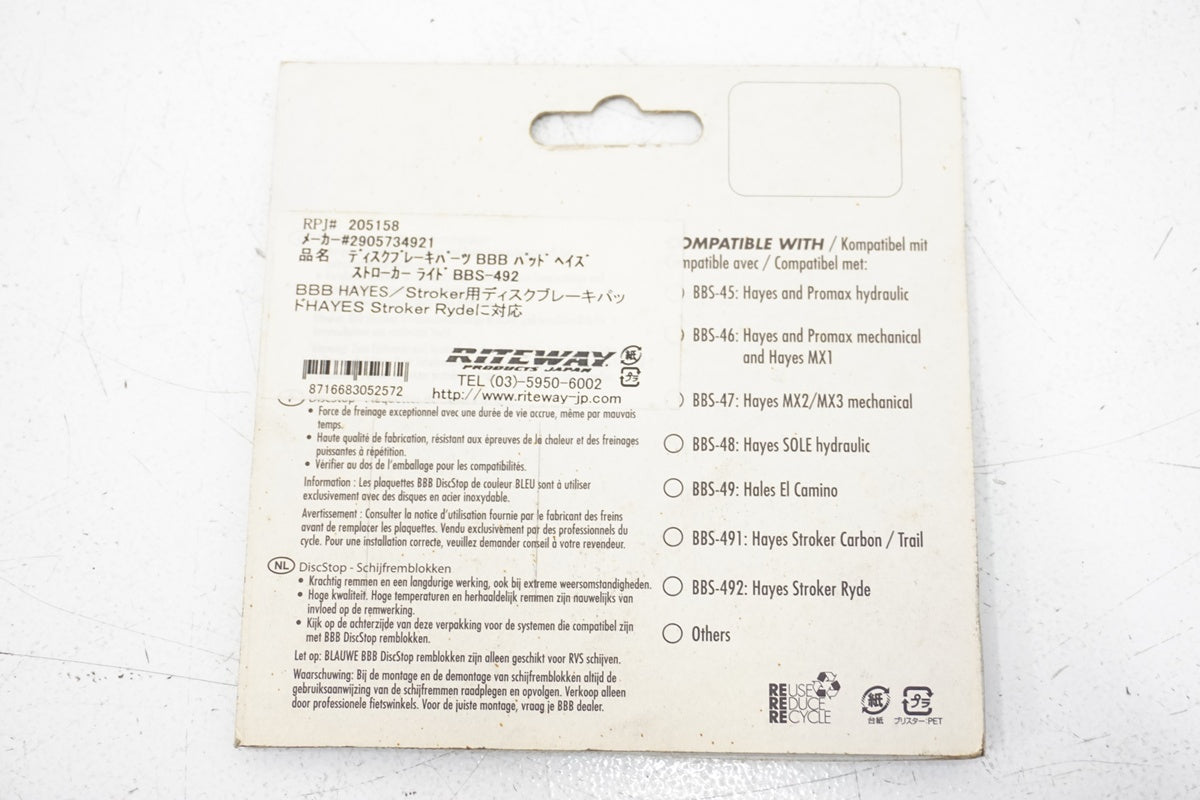 RPJ# 205158
ﾒｰｶｰ#2905734921
品名 ﾃﾞｨｽｸﾌﾞﾚｰｷﾊﾟｰﾂ BBB ﾊﾟｯﾄﾞ ﾍｲｽﾞ
ｽﾄﾛｰｶｰ ﾗｲﾄﾞ BBS-492
BBB HAYES／Stroker用ディスクブレーキパッ
ドHAYES Stroker Rydeに対応
RITEWAY
PRODUCTS JAPAN
紙
プラ
TEL (03)-5950-6002
8716683052572
http://www.riteway-jp.com
• Force de freinage exceptionnel avec une durée de vie accrue, même par mauvais
temps.
• Haute qualité de fabrication, résistant aux épreuves de le chaleur et des freinages
puissantes à répétition.
• Vérifier au dos de l'emballage pour les compatibilités.
Information : Les plaquettes BBB DiscStop de couleur BLEU sont à utiliser
exclusivement avec des disques en acier inoxydable.
Avertissement : Consulter la notice d'utilisation fournie par le fabricant des freins
avant de remplacer les plaquettes. Vendu exclusivement par des professionnels du
cycle. Pour une installation correcte, veuillez demander conseil à votre revendeur.
NL DiscStop - Schijfremblokken
• Krachtig remmen en een langdurige werking, ook bij extreme weersomstandigheden.
• Hoge kwaliteit. Hoge temperaturen en herhaaldelijk remmen zijn nauwelijks van
invloed op de remwerking.
• Kijk op de achterzijde van deze verpakking voor de systemen die compatibel zijn
met BBB DiscStop remblokken.
Let op: BLAUWE BBB DiscStop remblokken zijn alleen geschikt voor RVS schijven.
Waarschuwing: Bij de montage en de demontage van schijfremblokken altijd de
gebruiksaanwijzing van de schijfremmen raadplegen en opvolgen. Verkoop alleen
door professionele fietswinkels. Voor de juiste montage, vraag je BBB dealer.
OMPATIBLE WITH / Kompatibel mit
mpatible avec / Compatibel met:
BBS-45: Hayes and Promax hydraulic
BBS-46: Hayes and Promax mechanical
and Hayes MX1
BBS-47: Hayes MX2/MX3 mechanical
BBS-48: Hayes SOLE hydraulic
BBS-49: Hales El Camino
BBS-491: Hayes Stroker Carbon / Trail
BBS-492: Hayes Stroker Ryde
Others
REUSE
REDUCE
RECYCLE
紙
台紙
プラ
ブリスター:PET